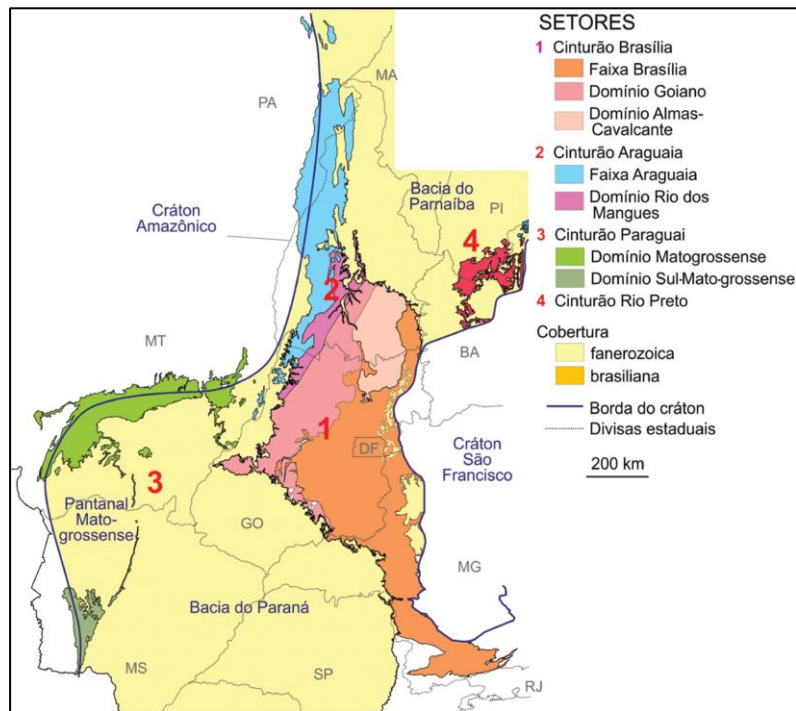 SETORES
1 Cinturão Brasília
Faixa Brasília
Domínio Goiano
Domínio Almas-
Cavalcante
2 Cinturão Araguaia
Faixa Araguaia
Domínio Rio dos
Mangues
3 Cinturão Paraguai
Domínio Matogrossense
Domínio Sul-Mato-grossense
4 Cinturão Rio Preto
Cobertura
fanerozoica
brasiliana
Borda do cráton
Divisas estaduais
200 km
MA
PA
Bacia do
Parnaíba
PI
Cráton
Amazônico
4
2
MT
BA
1
Cráton
São
Francisco
DF
3
Pantanal
Mato-
grossense
GO
MG
Bacia do Paraná
MS
SP
RJ